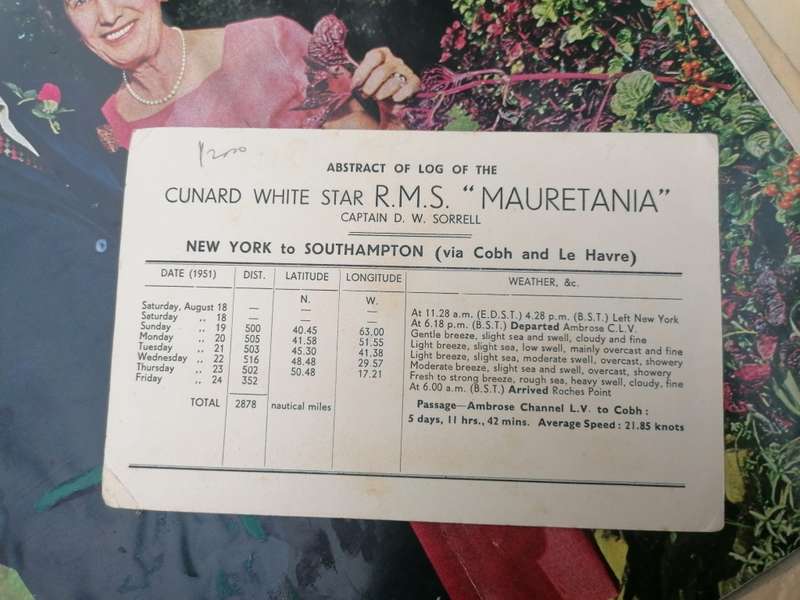 ABSTRACT OF LOG OF THE
CUNARD WHITE STAR R.M.S. "MAURETANIA"
CAPTAIN D. W. SORRELL
NEW YORK to SOUTHAMPTON (via Cobh and Le Havre)
DATE (1951) DIST. LATITUDE LONGITUDE WEATHER, &c.
N. W.
Saturday, August 18 — — — At 11.28 a.m. (E.D.S.T.) 4.28 p.m. (B.S.T.) Left New York
Saturday ,, 18 — — — At 6.18 p.m. (B.S.T.) Departed Ambrose C.L.V.
Sunday ,, 19 500 40.45 63.00 Gentle breeze, slight sea and swell, cloudy and fine
Monday ,, 20 505 41.58 51.55 Light breeze, slight sea, low swell, mainly overcast and fine
Tuesday ,, 21 503 45.30 41.38 Light breeze, slight sea, moderate swell, overcast, showery
Wednesday ,, 22 516 48.48 29.57 Moderate breeze, slight sea and swell, overcast, showery
Thursday ,, 23 502 50.48 17.21 Fresh to strong breeze, rough sea, heavy swell, cloudy, fine
Friday ,, 24 352 At 6.00 a.m. (B.S.T.) Arrived Roches Point
TOTAL 2878 nautical miles Passage—Ambrose Channel L.V. to Cobh :
5 days, 11 hrs., 42 mins. Average Speed : 21.85 knots